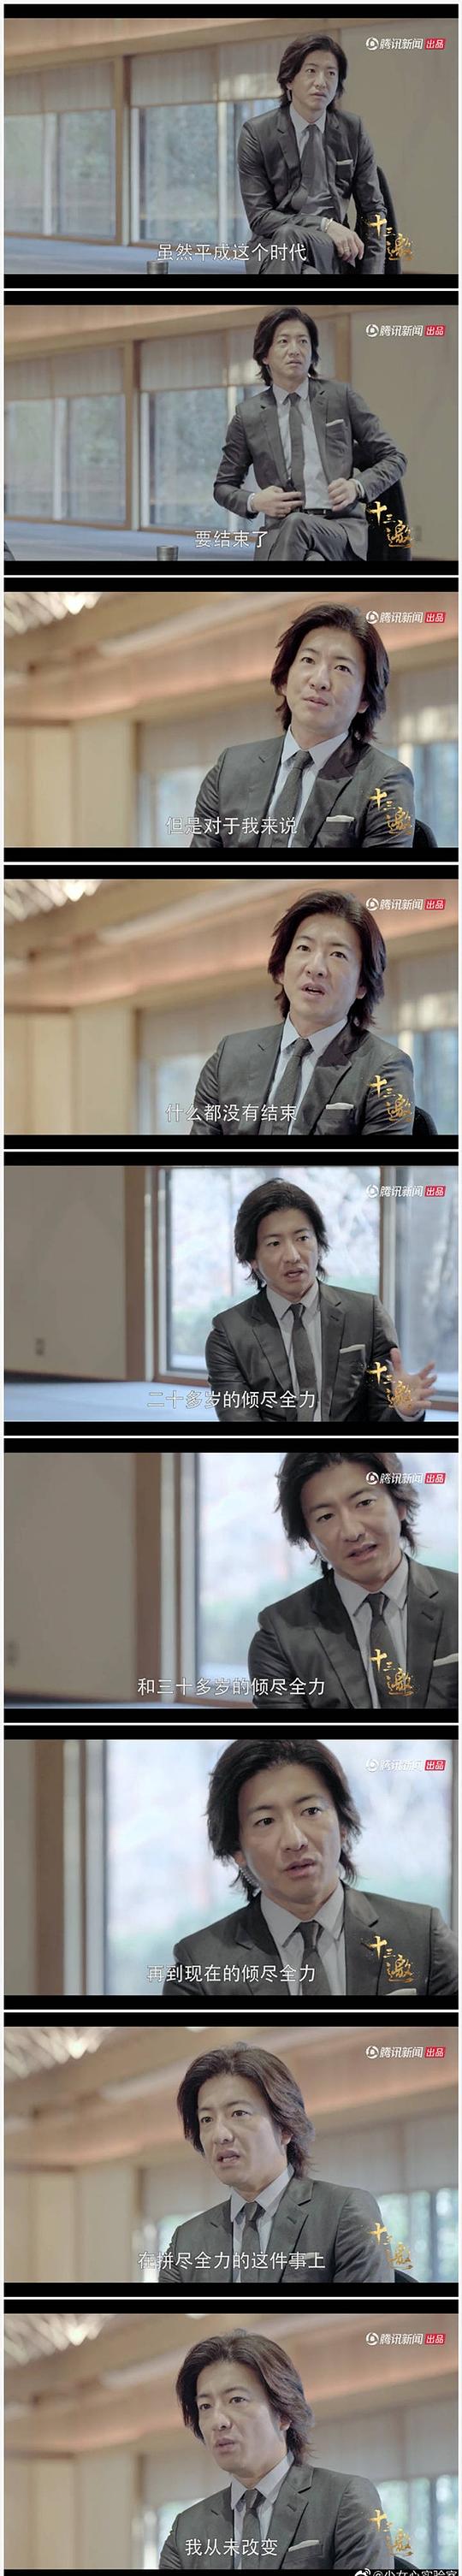 腾讯新闻 出品
虽然平成这个时代
十三邀
腾讯新闻 出品
要结束了
十三邀
腾讯新闻 出品
但是对于我来说
十三邀
腾讯新闻 出品
什么都没有结束
十三邀
腾讯新闻 出品
二十多岁的倾尽全力
十三邀
腾讯新闻 出品
和三十多岁的倾尽全力
十三邀
腾讯新闻 出品
再到现在的倾尽全力
十三邀
腾讯新闻 出品
在拼尽全力的这件事上
十三邀
腾讯新闻 出品
我从未改变
十三邀
@少女心实验室